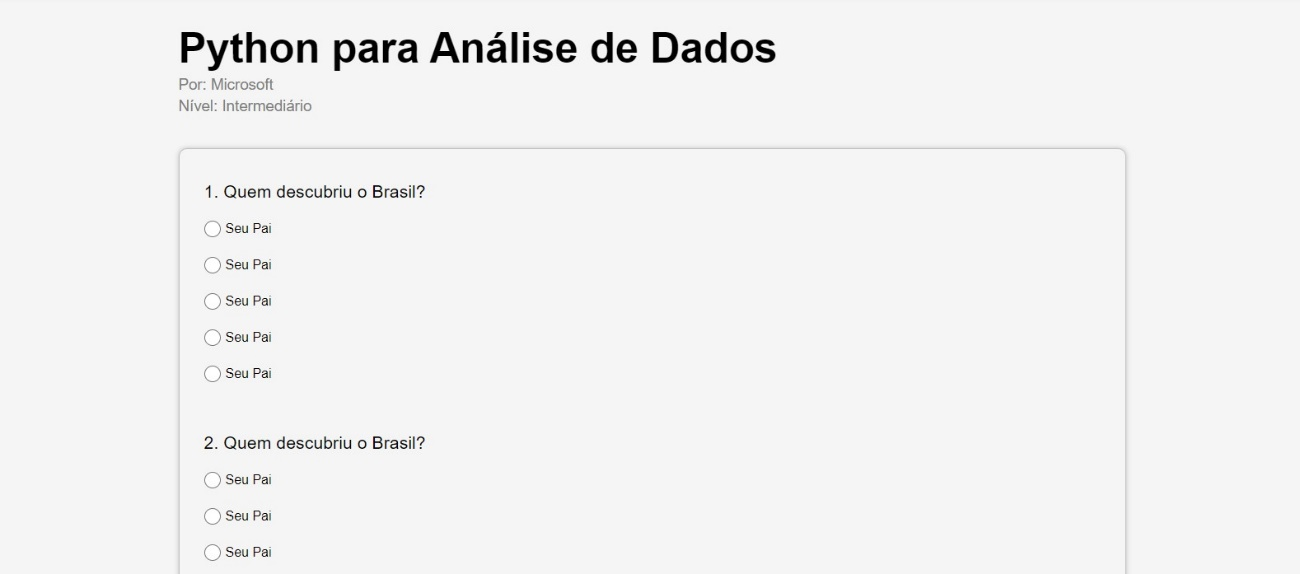 Python para Análise de Dados
Por: Microsoft
Nível: Intermediário
1. Quem descubriu o Brasil?
Seu Pai
Seu Pai
Seu Pai
Seu Pai
Seu Pai
2. Quem descubriu o Brasil?
Seu Pai
Seu Pai
Seu Pai